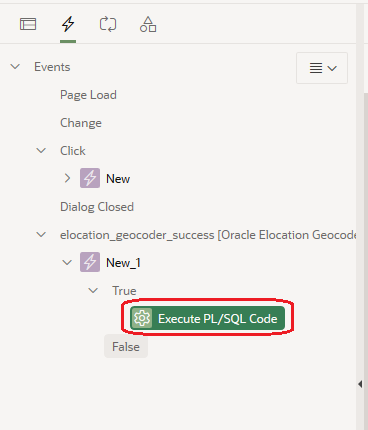 Events
Page Load
Change
Click
New
Dialog Closed
elocation_geocoder_success [Oracle Elocation Geocode
New_1
True
Execute PL/SQL Code
False